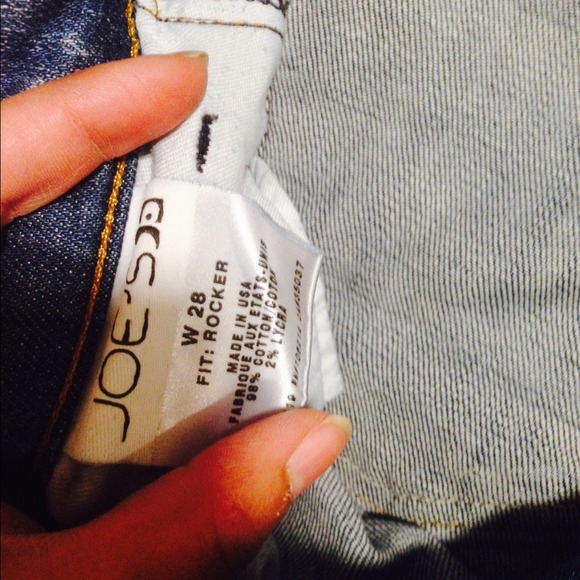 JOE'S
W 28
FIT: ROCKER
MADE IN USA
FABRIQUE AUX ETATS-UNIS
98% COTTON/COTON
2% LYCRA